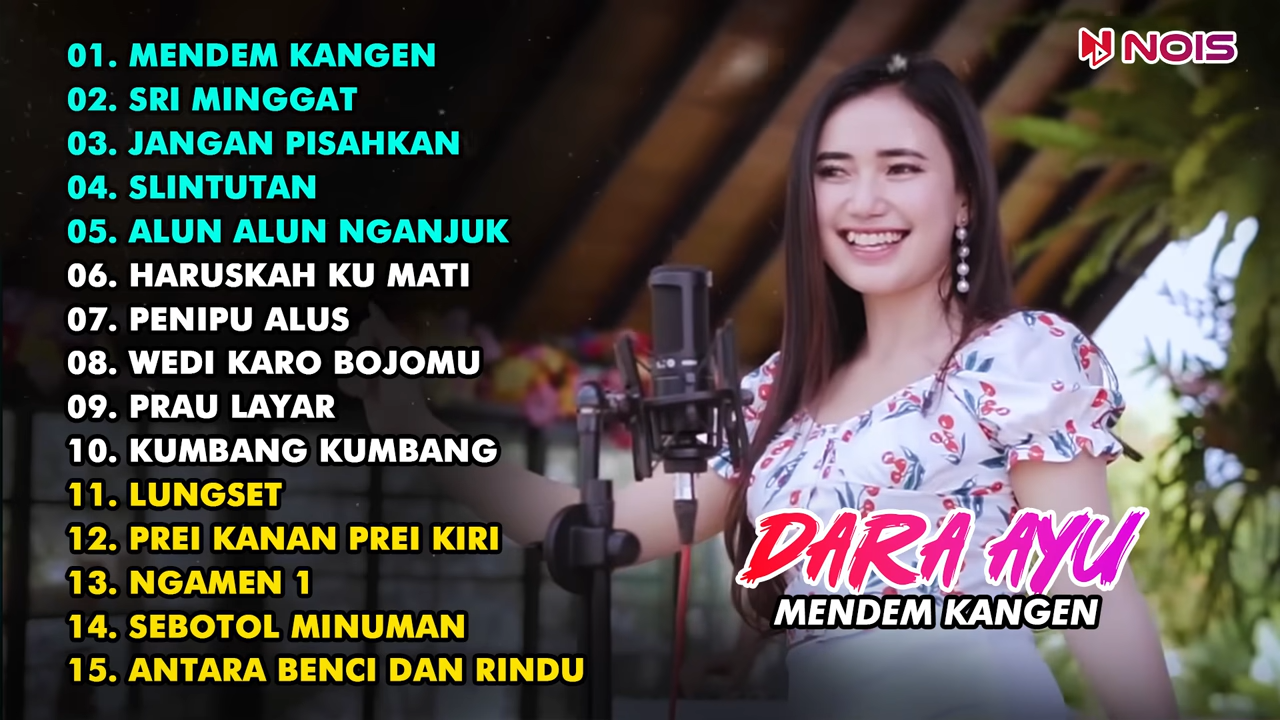 01. MENDEM KANGEN
02. SRI MINGGAT
03. JANGAN PISAHKAN
04. SLINTUTAN
05. ALUN ALUN NGANJUK
06. HARUSKAH KU MATI
07. PENIPU ALUS
08. WEDI KARO BOJOMU
09. PRAU LAYAR
10. KUMBANG KUMBANG
11. LUNGSET
12. PREI KANAN PREI KIRI
13. NGAMEN 1
14. SEBOTOL MINUMAN
15. ANTARA BENCI DAN RINDU
NOIS
DARA AYU
MENDEM KANGEN